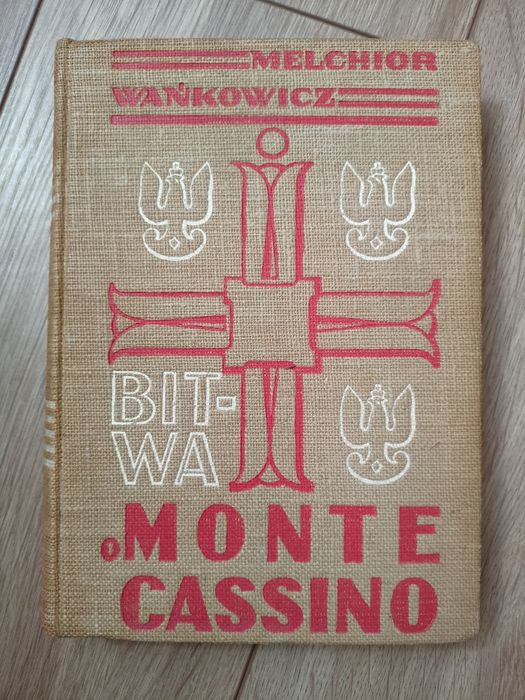 MELCHIOR
WAŃKOWICZ
BIT-
WA
O MONTE
CASSINO